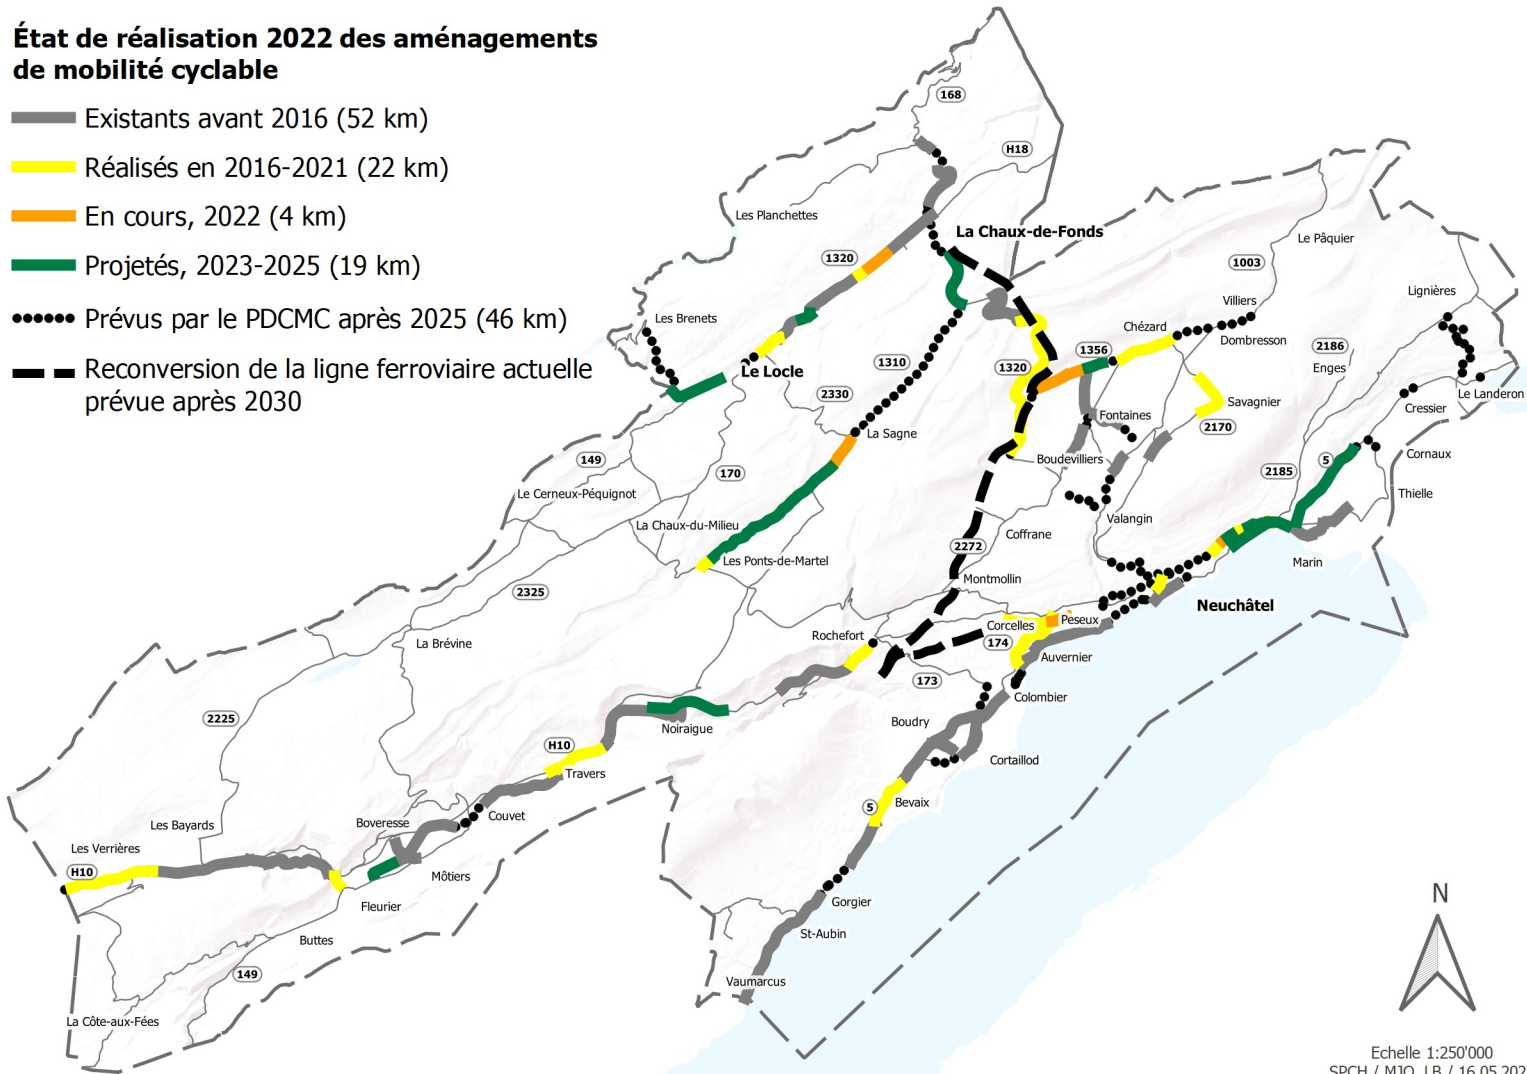 État de réalisation 2022 des aménagements
de mobilité cyclable
Existants avant 2016 (52 km)
Réalisés en 2016-2021 (22 km)
En cours, 2022 (4 km)
Projetés, 2023-2025 (19 km)
Prévus par le PDCMC après 2025 (46 km)
Reconversion de la ligne ferroviaire actuelle
prévue après 2030
168
H18
Les Planchettes
La Chaux-de-Fonds
Le Pâquier
1320
1003
Les Brenets
Villiers
Lignières
Chézard
Dombresson
1310
1356
2186
Enges
Le Locle
1320
2330
Le Landeron
Savagnier
Cressier
Fontaines
La Sagne
2170
149
170
Boudevilliers
2185
5
Cornaux
Le Cerneux-Péquignot
Thielle
La Chaux-du-Milieu
Valangin
Coffrane
2272
Les Ponts-de-Martel
Marin
Montmollin
2325
Neuchâtel
Corcelles
Peseux
La Brévine
Rochefort
174
Auvernier
173
Colombier
2225
Noiraigue
Boudry
H10
Travers
Cortaillod
5
Bevaix
Couvet
Boveresse
Les Bayards
Les Verrières
H10
Môtiers
Fleurier
Gorgier
Buttes
St-Aubin
149
Vaumarcus
La Côte-aux-Fées
N
Echelle 1:250'000
SPCH / MJO, LB / 16.05.202